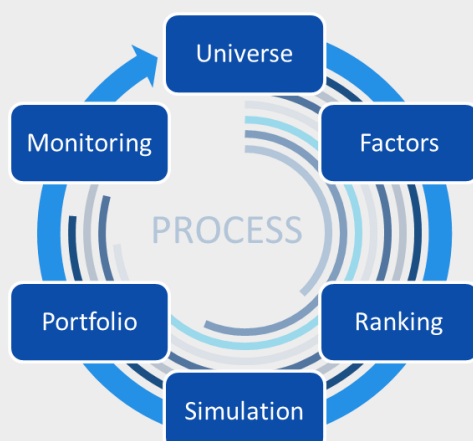 Universe
Factors
Ranking
Simulation
Portfolio
Monitoring
PROCESS